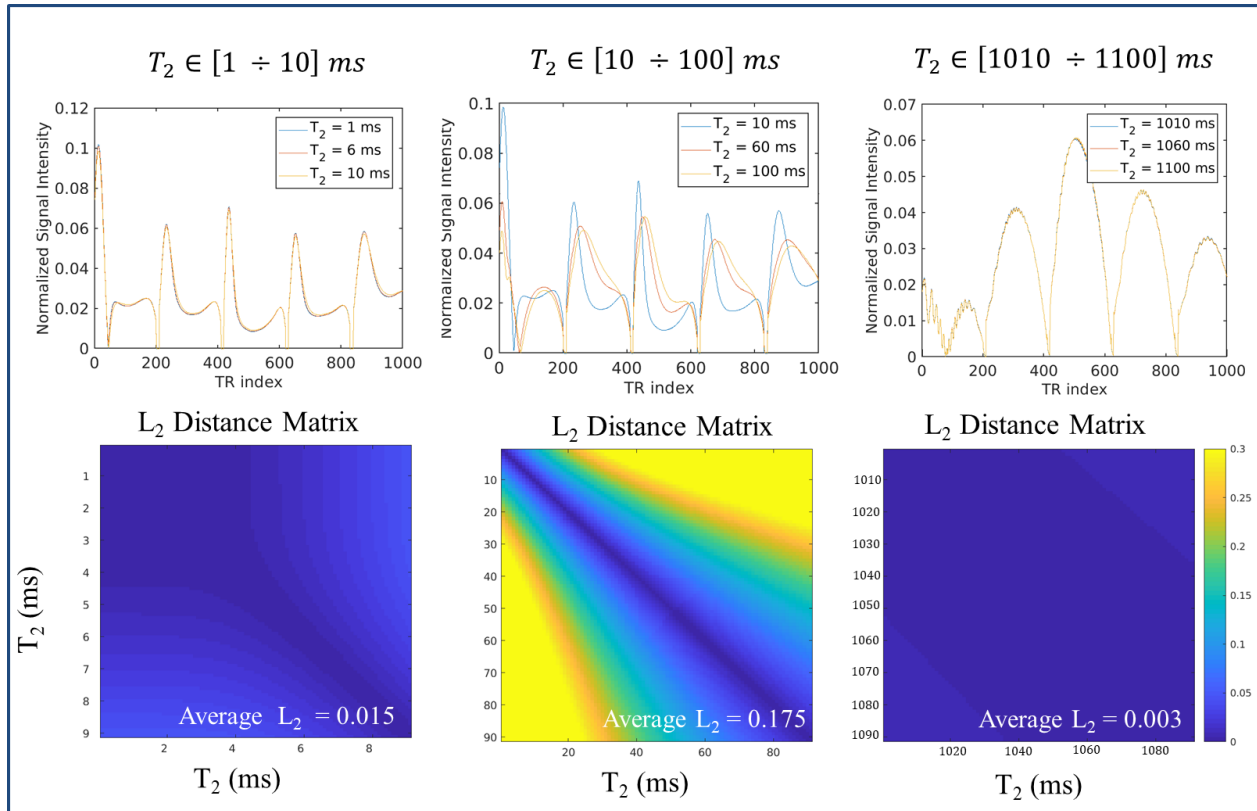 T₂ ∈ [1 ÷ 10] ms
0.12
0.1
0.08
0.06
0.04
0.02
0
Normalized Signal Intensity
T₂ = 1 ms
T₂ = 6 ms
T₂ = 10 ms
0 200 400 600 800 1000
TR index
T₂ ∈ [10 ÷ 100] ms
0.1
0.08
0.06
0.04
0.02
0
Normalized Signal Intensity
T₂ = 10 ms
T₂ = 60 ms
T₂ = 100 ms
0 200 400 600 800 1000
TR index
T₂ ∈ [1010 ÷ 1100] ms
0.07
0.06
0.05
0.04
0.03
0.02
0.01
0
Normalized Signal Intensity
T₂ = 1010 ms
T₂ = 1060 ms
T₂ = 1100 ms
0 200 400 600 800 1000
TR index
L₂ Distance Matrix
T₂ (ms)
1
2
3
4
5
6
7
8
9
Average L₂ = 0.015
2 4 6 8
T₂ (ms)
L₂ Distance Matrix
10
20
30
40
50
60
70
80
90
Average L₂ = 0.175
20 40 60 80
T₂ (ms)
L₂ Distance Matrix
1010
1020
1030
1040
1050
1060
1070
1080
1090
Average L₂ = 0.003
1020 1040 1060 1080
T₂ (ms)
0.3
0.25
0.2
0.15
0.1
0.05
0